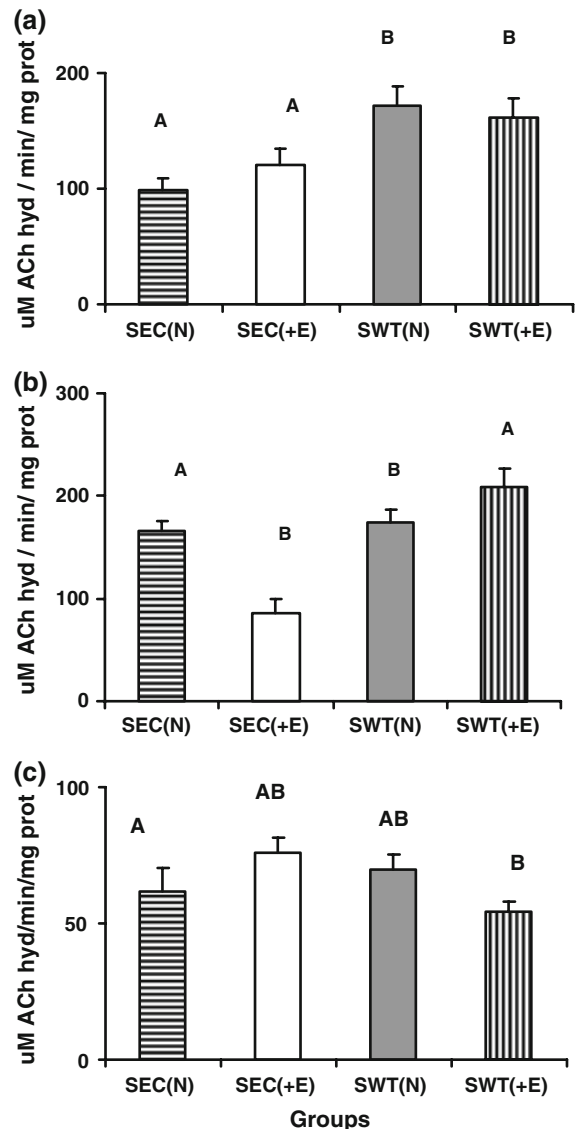 (a)
uM ACh hyd / min/ mg prot
200
100
0
A
A
B
B
SEC(N) SEC(+E) SWT(N) SWT(+E)
(b)
uM ACh hyd / min/ mg prot
300
200
100
0
A
B
B
A
SEC(N) SEC(+E) SWT(N) SWT(+E)
(c)
uM ACh hyd/min/mg prot
100
50
0
A
AB
AB
B
SEC(N) SEC(+E) SWT(N) SWT(+E)
Groups